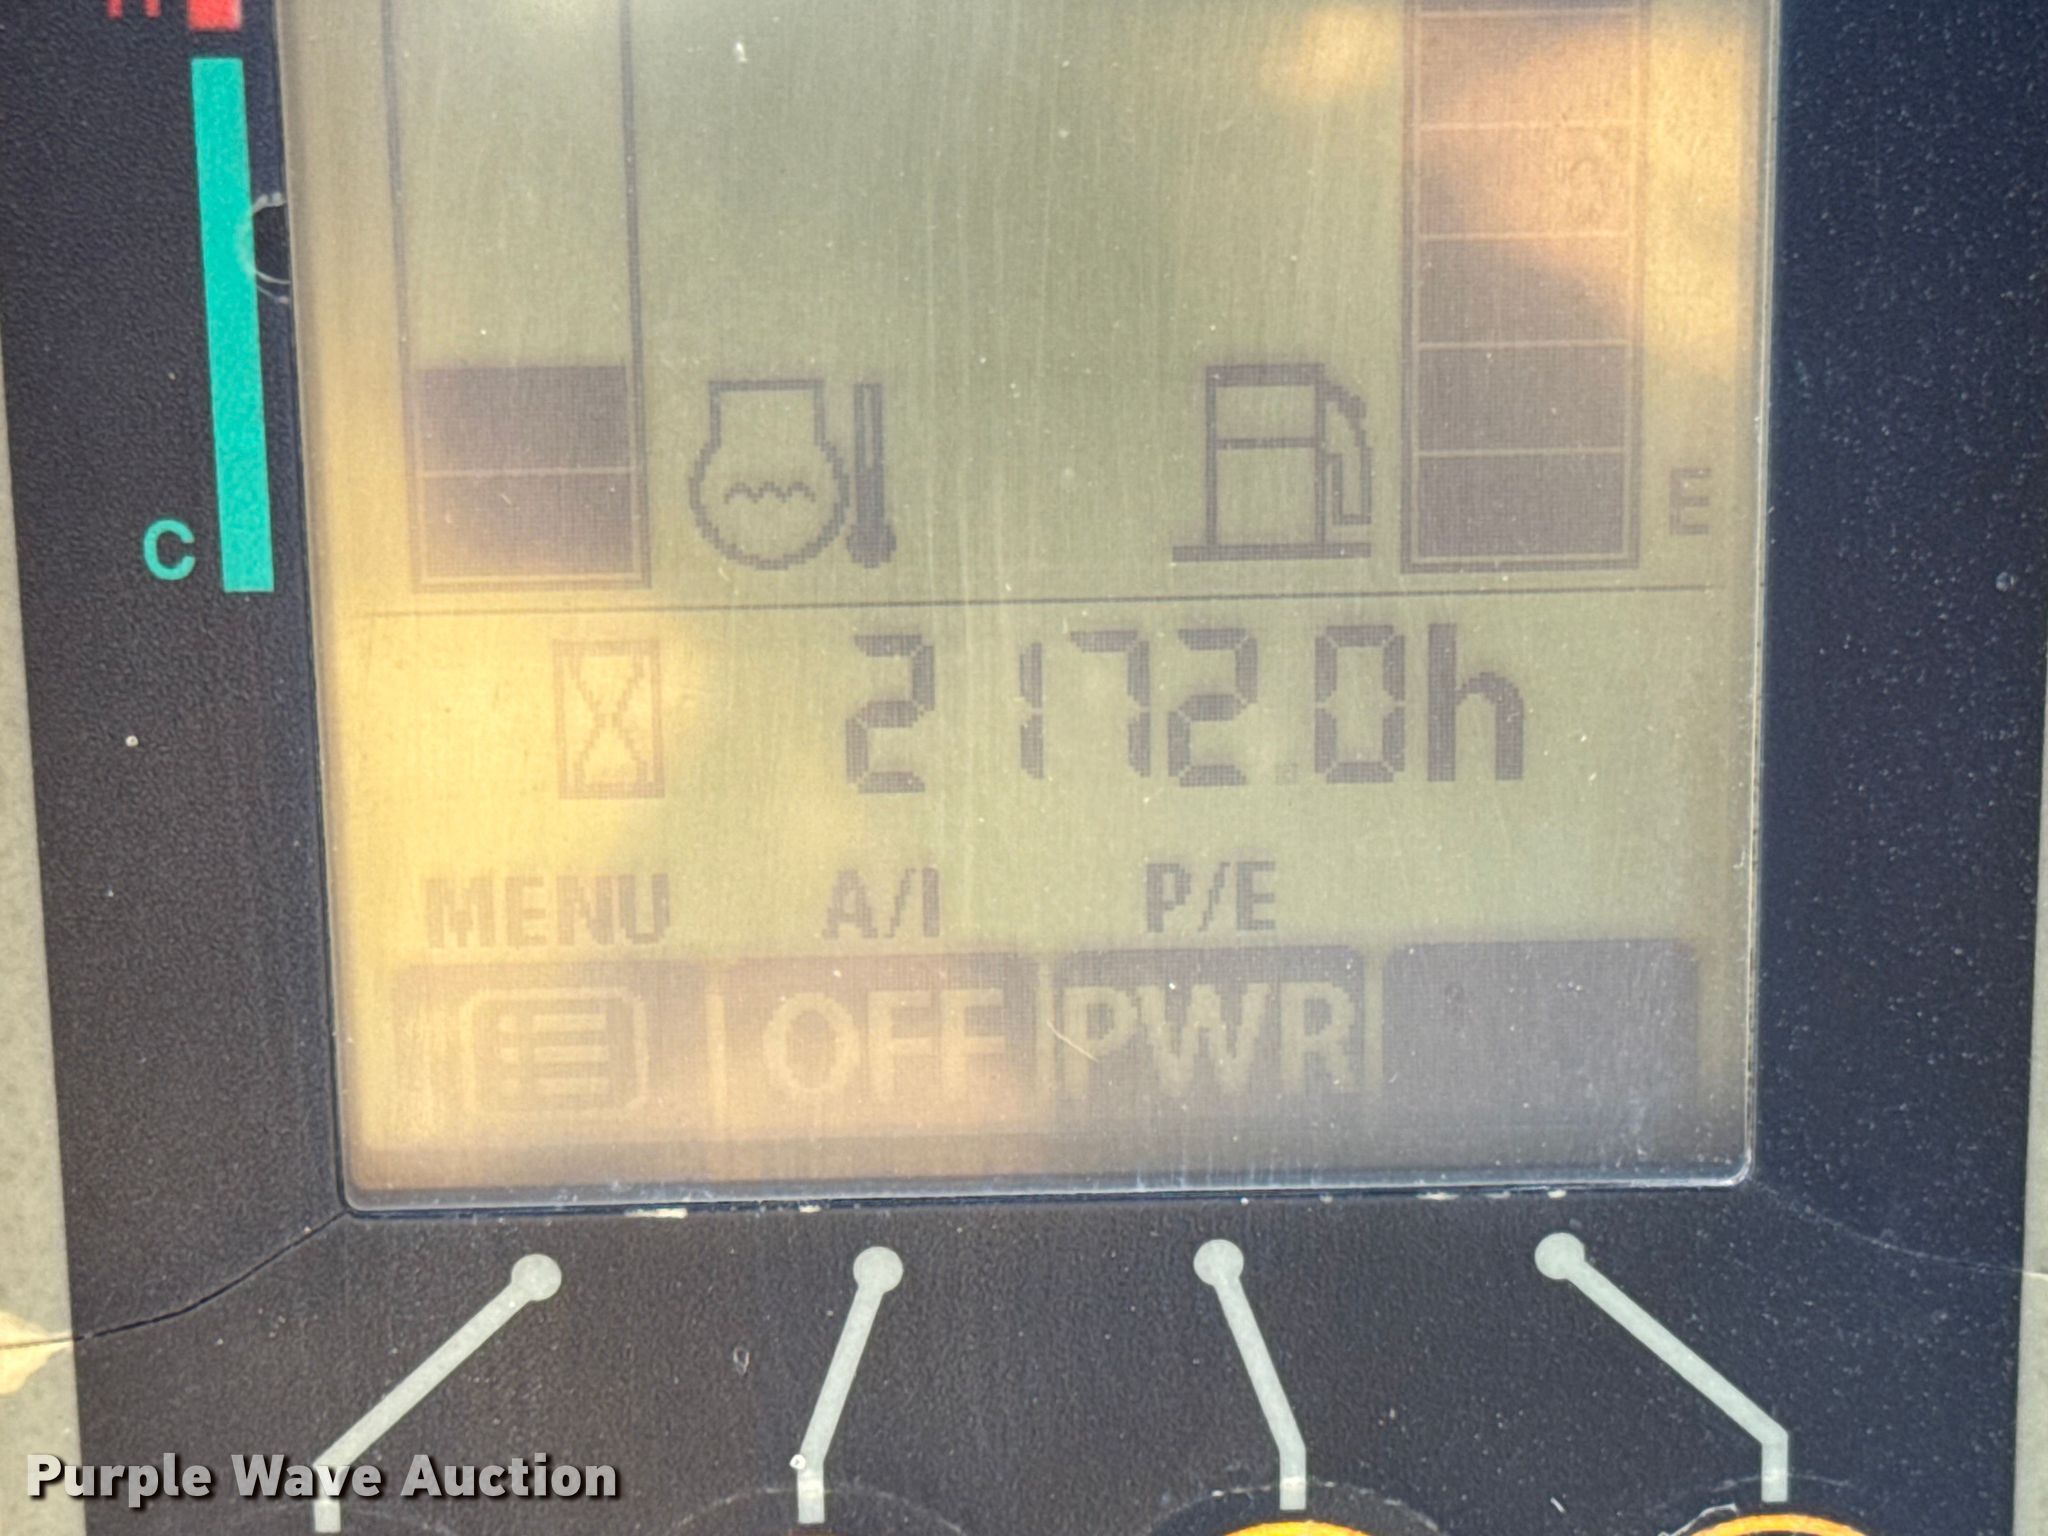 H
C
E
2172.0h
MENU A/I P/E
OFF PWR
Purple Wave Auction